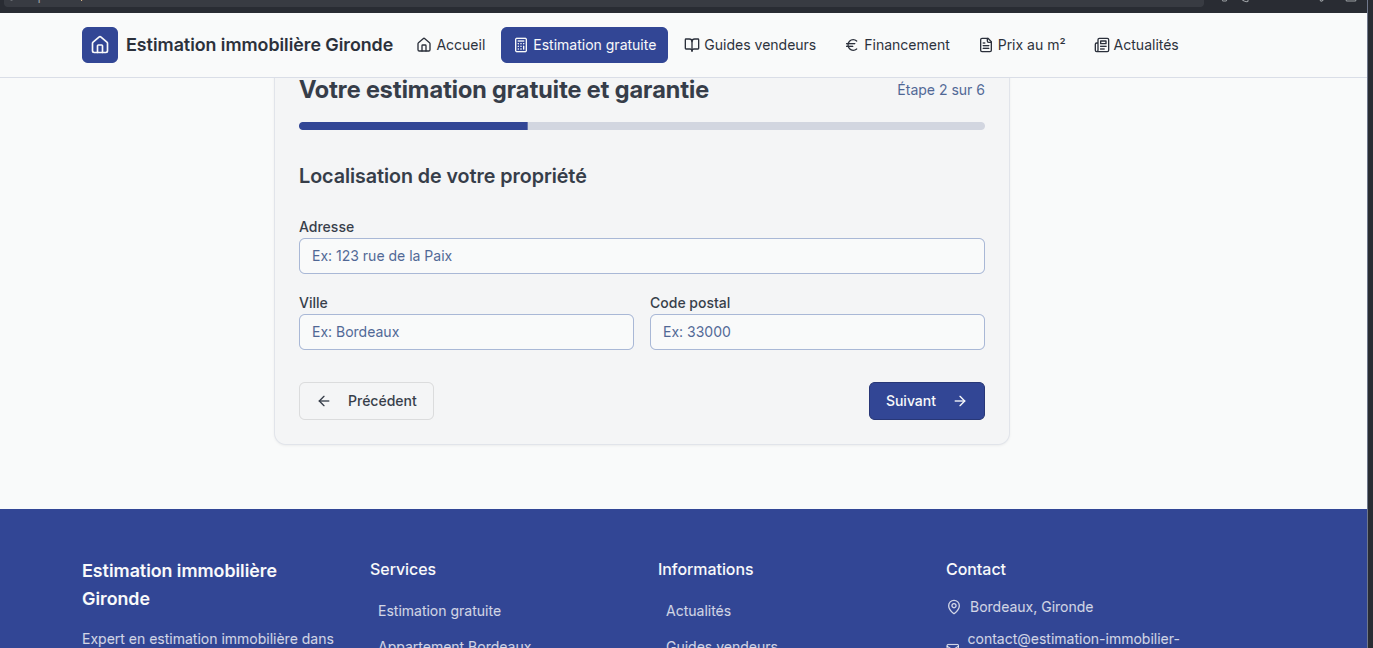 Estimation immobilière Gironde
Accueil
Estimation gratuite
Guides vendeurs
Financement
Prix au m²
Actualités
Votre estimation gratuite et garantie
Étape 2 sur 6
Localisation de votre propriété
Adresse
Ex: 123 rue de la Paix
Ville
Code postal
Ex: Bordeaux
Ex: 33000
Précédent
Suivant
Estimation immobilière
Gironde
Expert en estimation immobilière dans
Services
Estimation gratuite
Appartement Bordeaux
Informations
Actualités
Guides vendeurs
Contact
Bordeaux, Gironde
contact@estimation-immobilier-